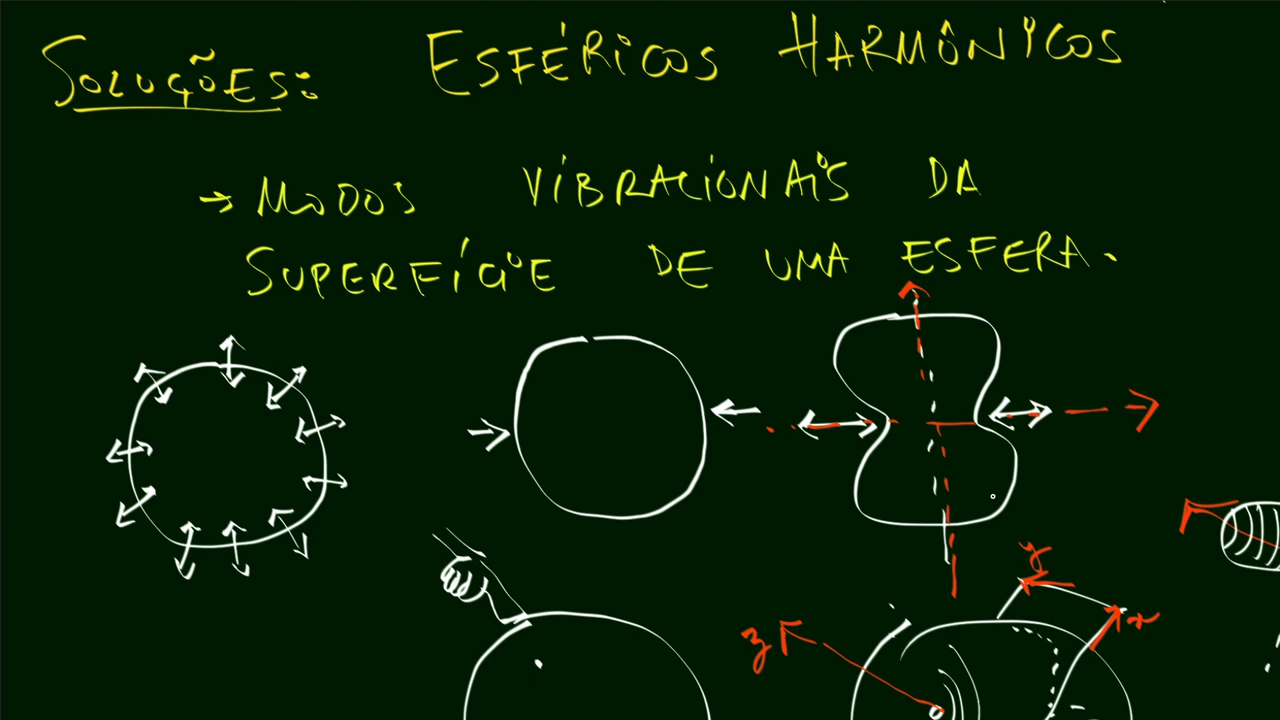 SOLUÇÕES: ESFÉRICOS HARMÔNICOS
→ MODOS VIBRACIONAIS DA
SUPERFÍCIE DE UMA ESFERA.
y
x
z